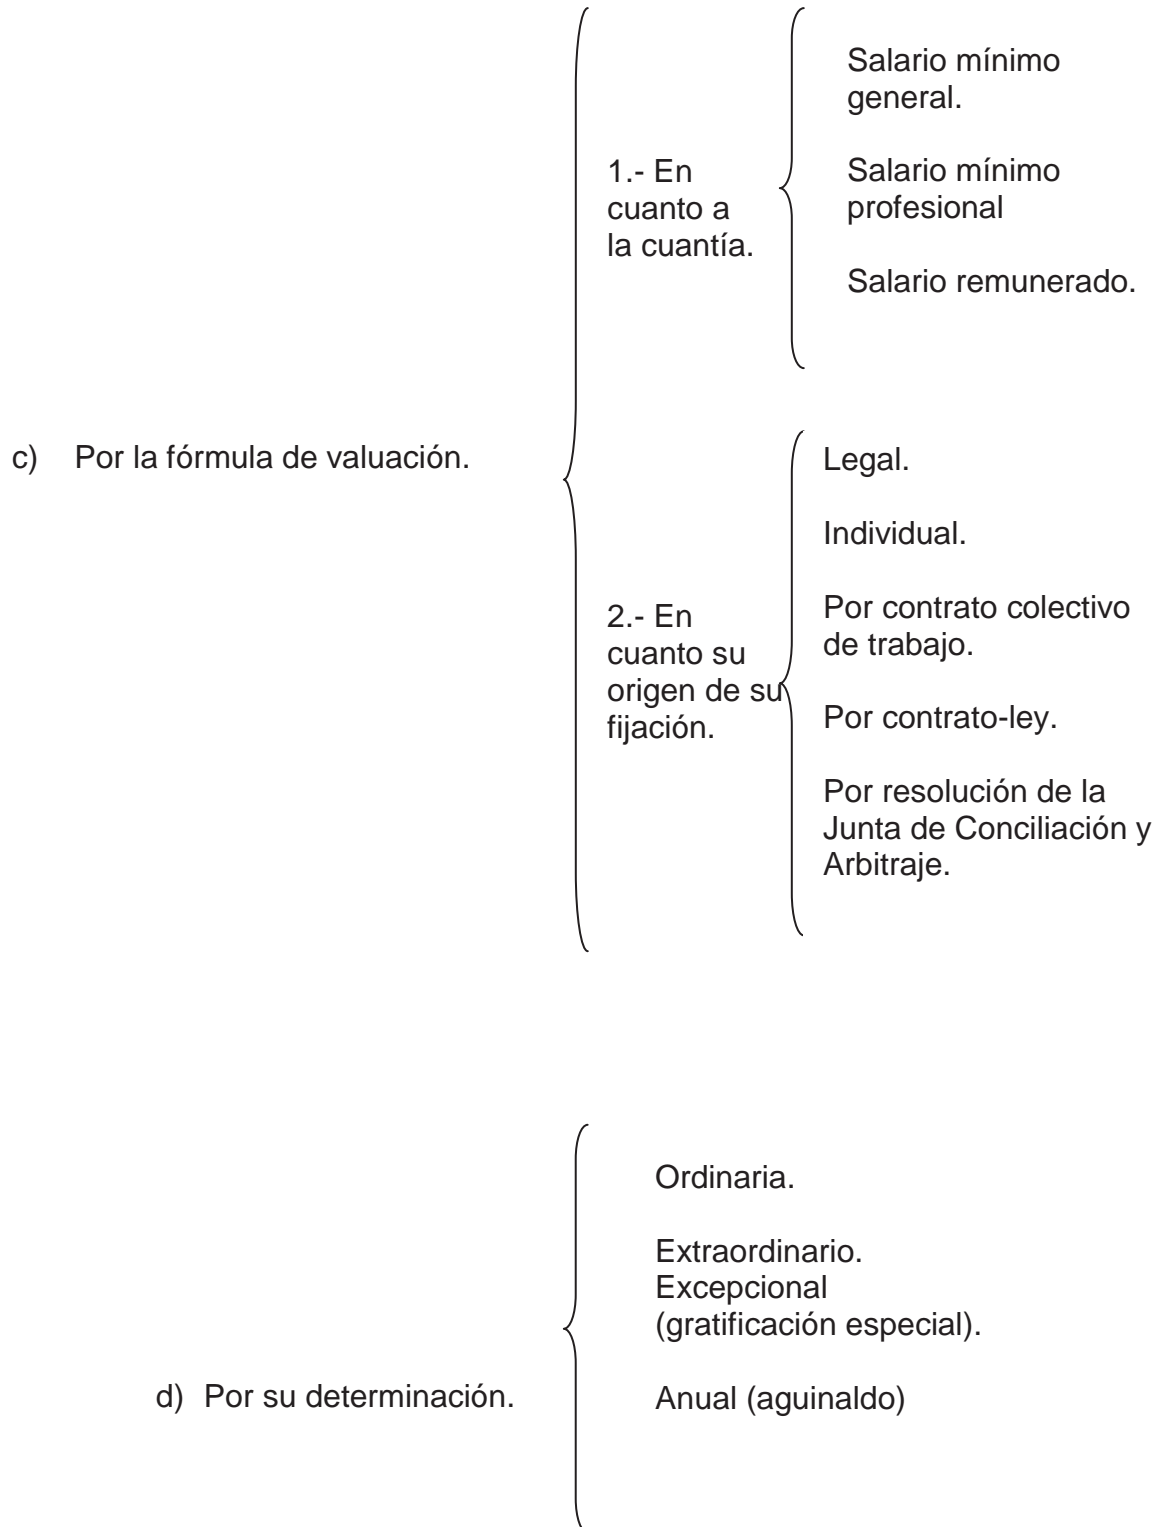 c) Por la fórmula de valuación.
1.- En
cuanto a
la cuantía.
Salario mínimo
general.
Salario mínimo
profesional
Salario remunerado.
2.- En
cuanto su
origen de su
fijación.
Legal.
Individual.
Por contrato colectivo
de trabajo.
Por contrato-ley.
Por resolución de la
Junta de Conciliación y
Arbitraje.
d) Por su determinación.
Ordinaria.
Extraordinario.
Excepcional
(gratificación especial).
Anual (aguinaldo)